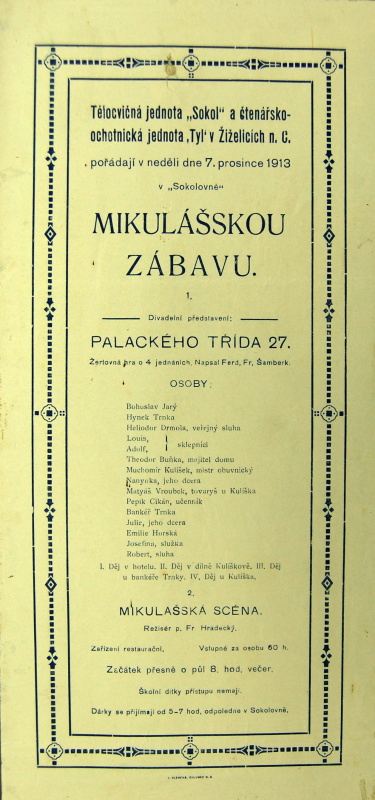 Tělocvičná jednota „Sokol" a čtenářsko-
ochotnická jednota ‚Tyl' v Žiželicích n. C.
pořádají v neděli dne 7. prosince 1913
v „Sokolovně"
MIKULÁŠSKOU
ZÁBAVU.
1.
Divadelní představení:
PALACKÉHO TŘÍDA 27.
Žertovná hra o 4 jednáních. Napsal Ferd. Fr. Šamberk.
OSOBY:
Bohuslav Jarý
Hynek Trnka
Heliodor Drmola, veřejný sluha
Louis,
Adolf, sklepníci
Theodor Buňka, majitel domu
Muchomír Kulíšek, mistr obuvnický
Nanynka, jeho dcera
Matyáš Vroubek, tovaryš u Kulíška
Pepík Cikán, učenník
Bankéř Trnka
Julie, jeho dcera
Emilie Horská
Josefina, služka
Robert, sluha
I. Děj v hotelu. II. Děj v dílně Kulíškově. III. Děj
u bankéře Trnky. IV. Děj u Kulíška.
2.
MIKULAŠSKÁ SCÉNA.
Režisér p. Fr Hradecký.
Zařízení restaurační. Vstupné za osobu 60 h.
Začátek přesně o půl 8. hod. večer.
Školní dítky přístupu nemají.
Dárky se přijímají od 5-7 hod. odpoledne v Sokolovně.